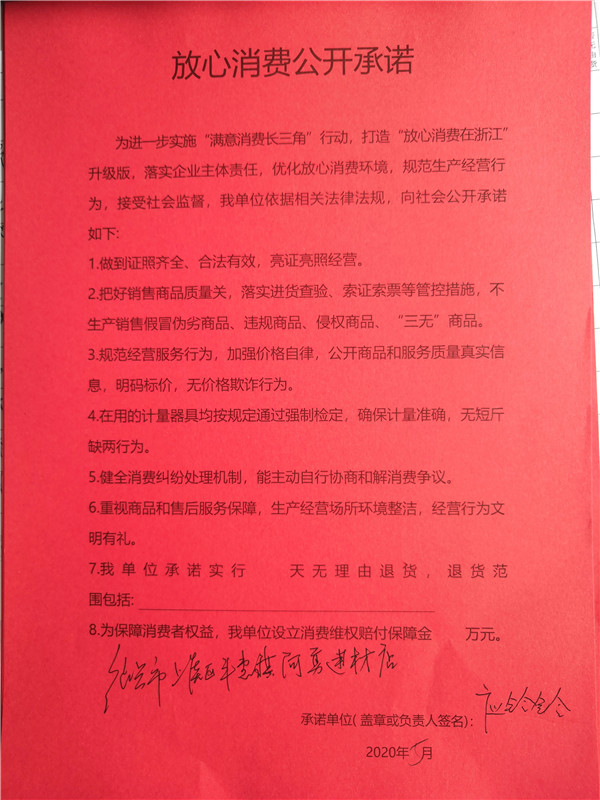 放心消费公开承诺
为进一步实施“满意消费长三角”行动，打造“放心消费在浙江”
升级版，落实企业主体责任，优化放心消费环境，规范生产经营行
为，接受社会监督，我单位依据相关法律法规，向社会公开承诺
如下:
1.做到证照齐全、合法有效，亮证亮照经营。
2.把好销售商品质量关，落实进货查验、索证索票等管控措施，不
生产销售假冒伪劣商品、违规商品、侵权商品、“三无”商品。
3.规范经营服务行为，加强价格自律，公开商品和服务质量真实信
息，明码标价，无价格欺诈行为。
4.在用的计量器具均按规定通过强制检定，确保计量准确，无短斤
缺两行为。
5.健全消费纠纷处理机制，能主动自行协商和解消费争议。
6.重视商品和售后服务保障，生产经营场所环境整洁，经营行为文
明有礼。
7.我单位承诺实行 天无理由退货，退货范
围包括:
8.为保障消费者权益，我单位设立消费维权赔付保障金 万元。
绍兴市上虞区丰惠镇阿勇建材店
承诺单位(盖章或负责人签名):
2020年5月